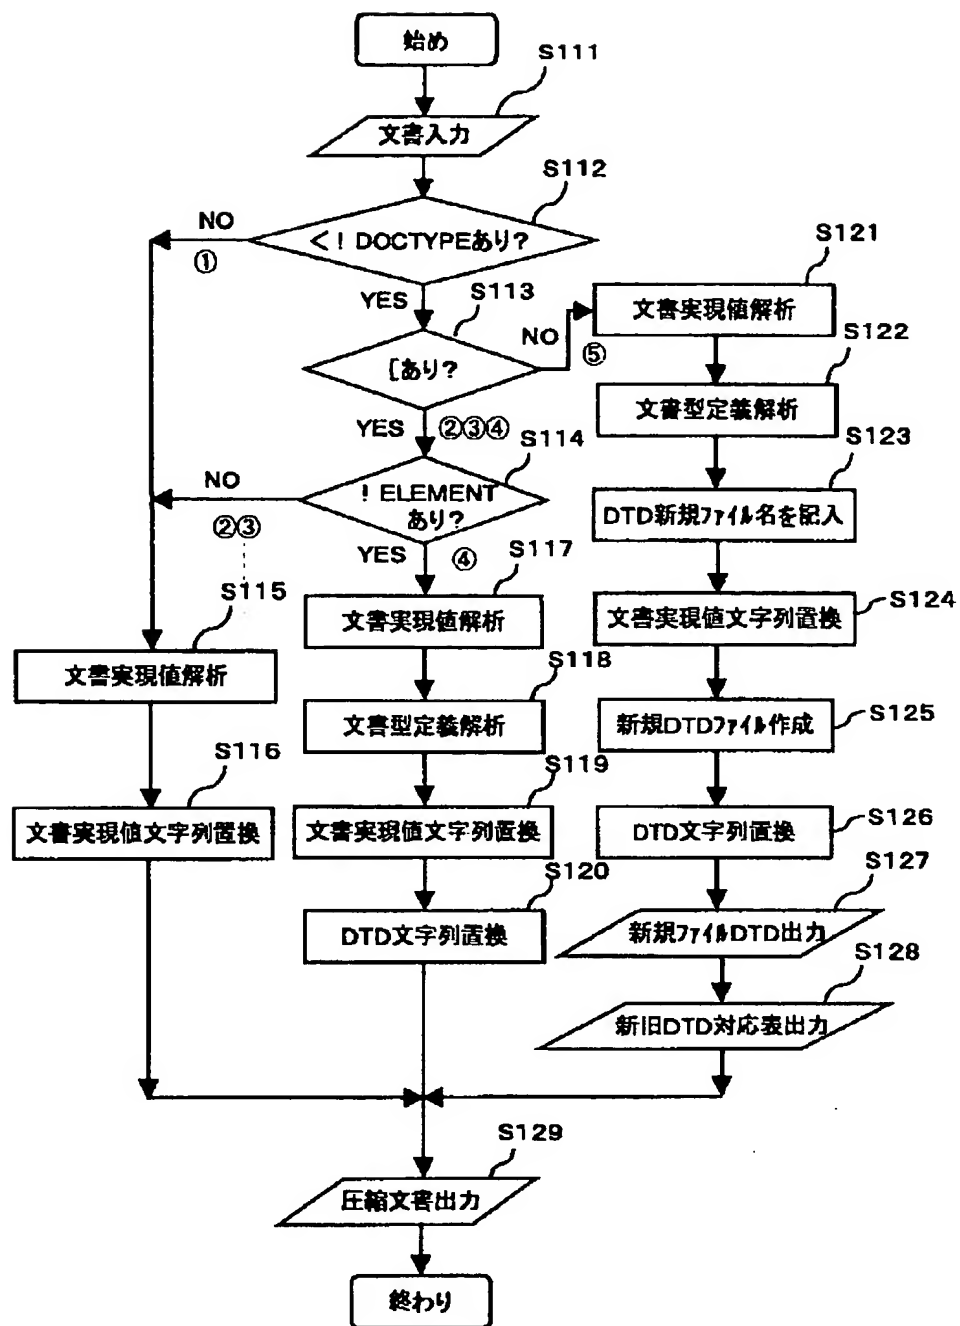 始め
S111
文書入力
S112
NO
<！DOCTYPEあり？
①
S121
YES
S113
文書実現値解析
NO
⑤
S122
[あり？
文書型定義解析
YES
②③④
S114
S123
NO
！ELEMENT
あり？
DTD新規ファイル名を記入
②③
YES
④
S117
S115
S124
文書実現値解析
文書実現値文字列置換
文書実現値解析
S118
文書型定義解析
新規DTDファイル作成
S125
S116
S119
文書実現値文字列置換
文書実現値文字列置換
DTD文字列置換
S126
S120
S127
DTD文字列置換
新規ファイルDTD出力
S128
新旧DTD対応表出力
S129
圧縮文書出力
終わり